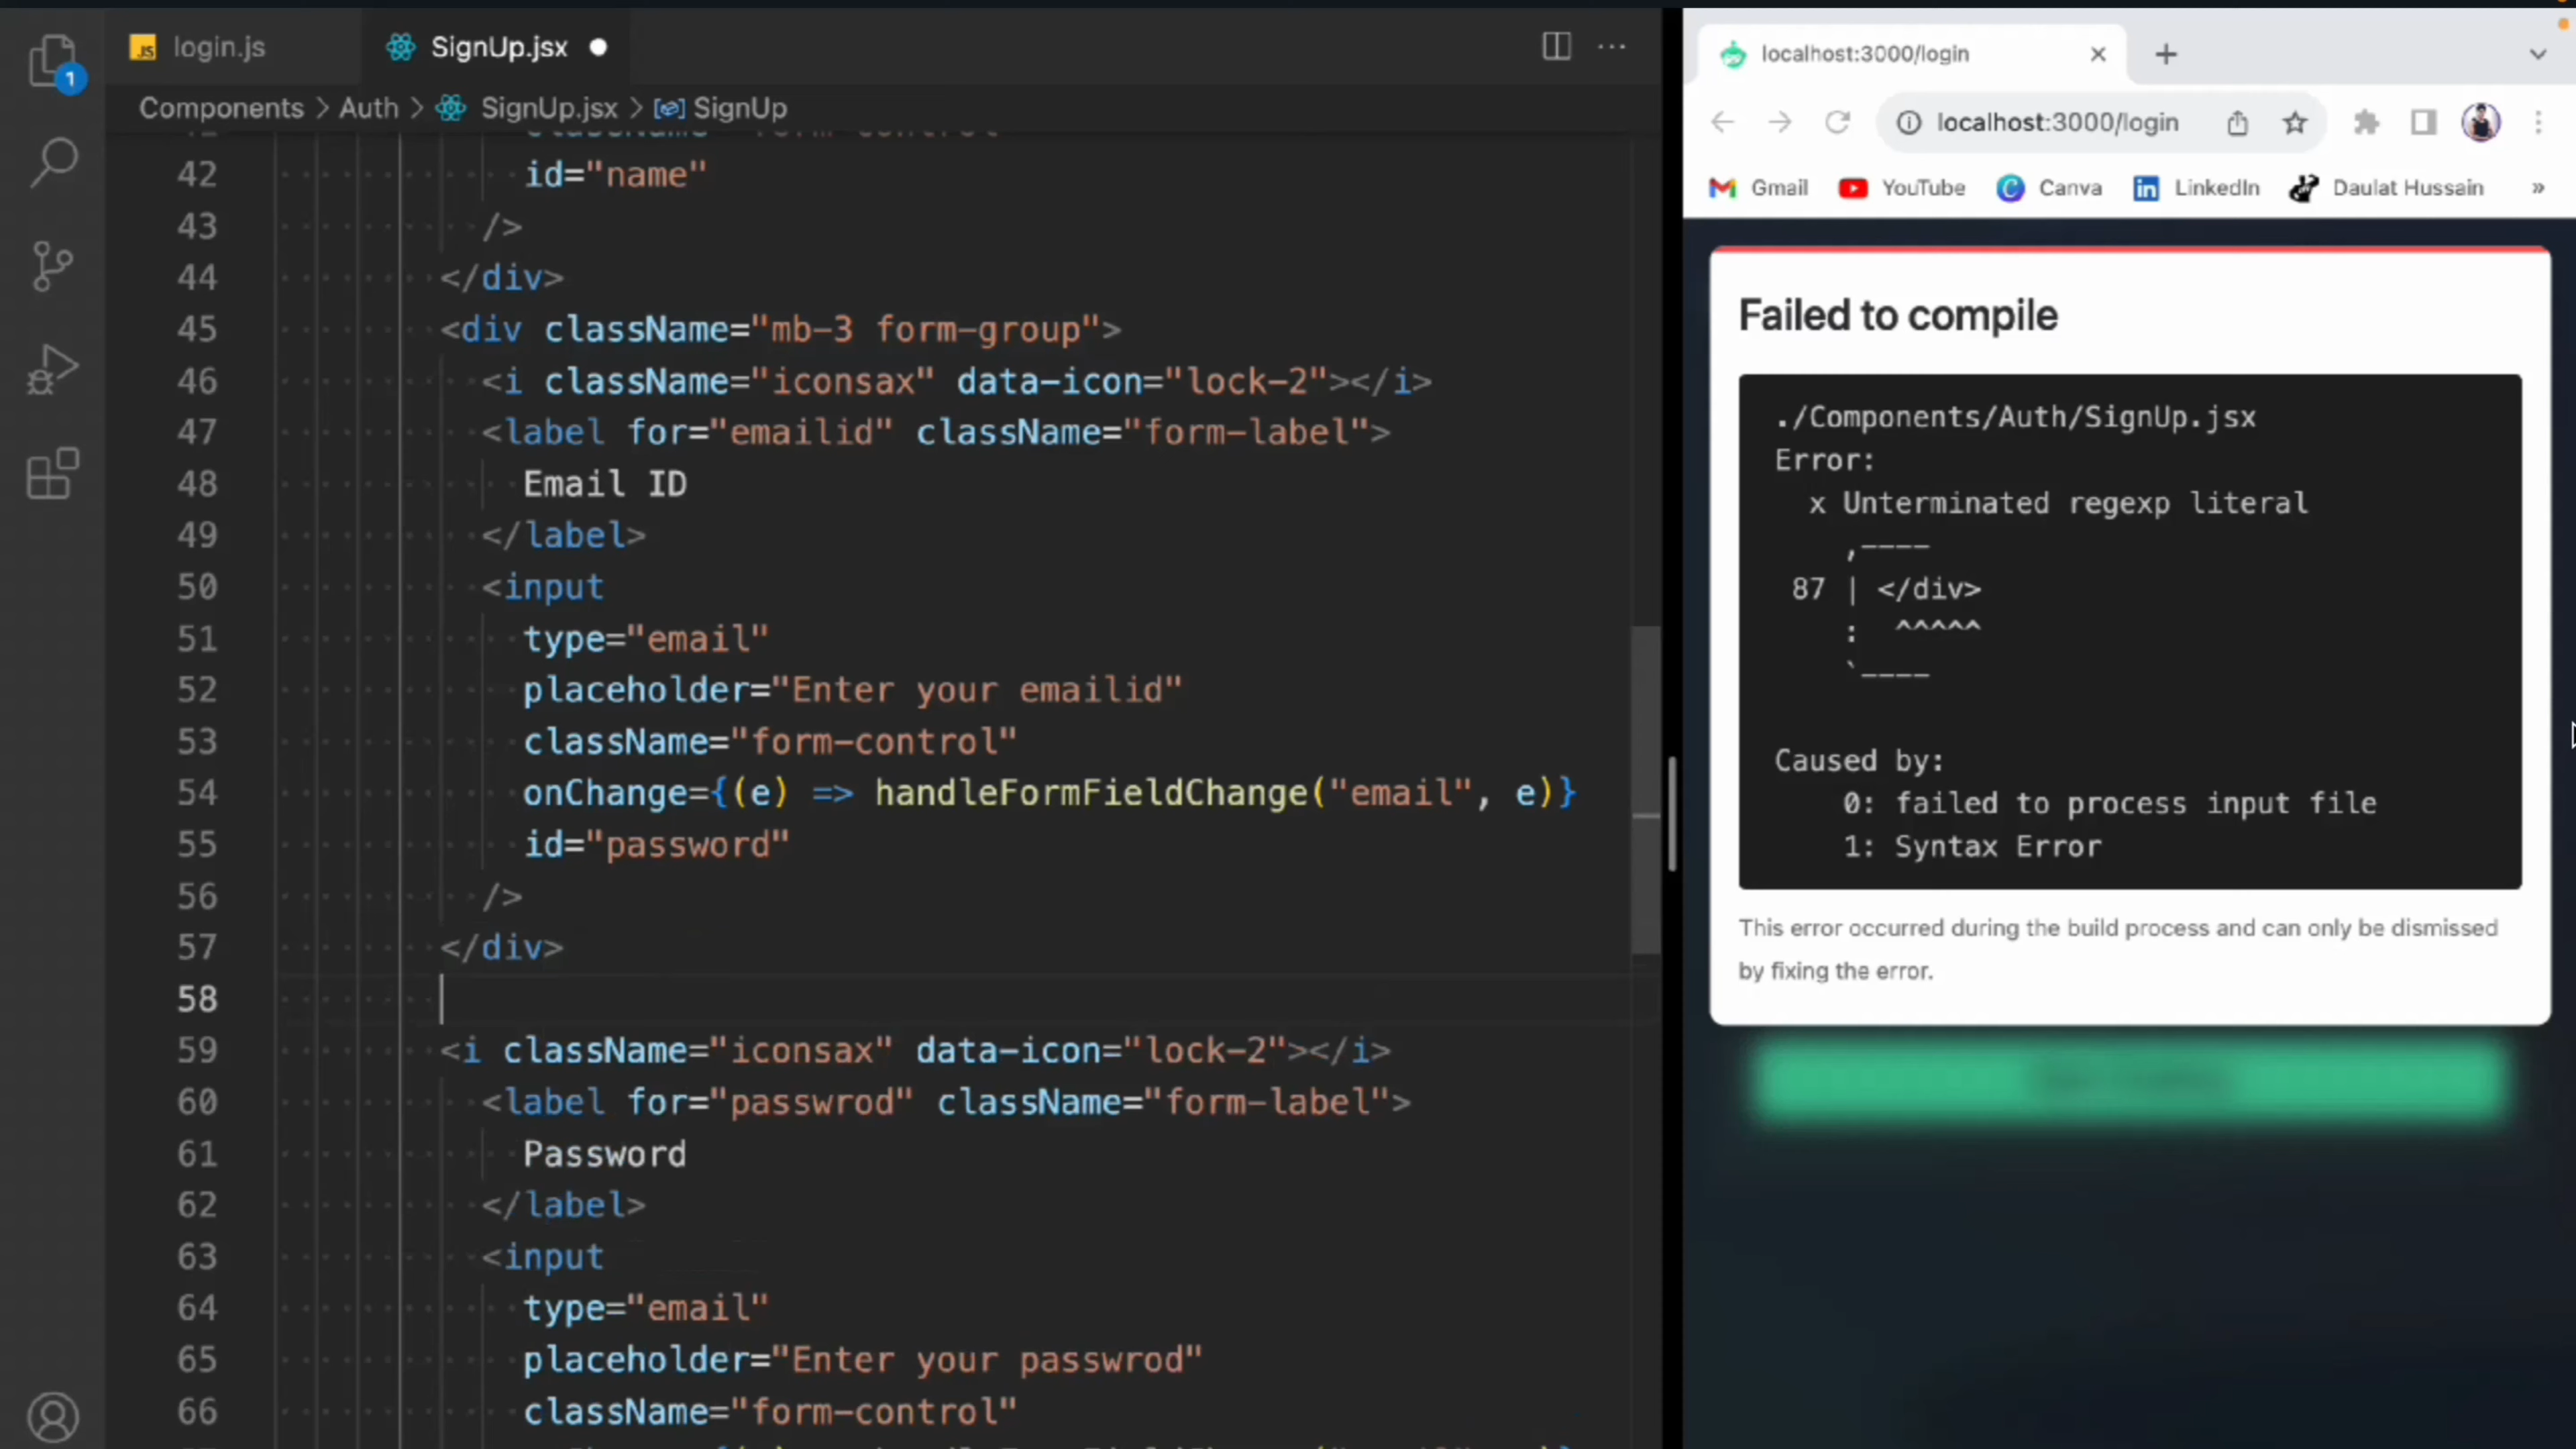 login.js
SignUp.jsx
Components > Auth > SignUp.jsx > SignUp
42 id="name"
43 />
44 </div>
45 <div className="mb-3 form-group">
46 <i className="iconsax" data-icon="lock-2"></i>
47 <label for="emailid" className="form-label">
48 Email ID
49 </label>
50 <input
51 type="email"
52 placeholder="Enter your emailid"
53 className="form-control"
54 onChange={(e) => handleFormFieldChange("email", e)}
55 id="password"
56 />
57 </div>
58
59 <i className="iconsax" data-icon="lock-2"></i>
60 <label for="passwrod" className="form-label">
61 Password
62 </label>
63 <input
64 type="email"
65 placeholder="Enter your passwrod"
66 className="form-control"
1
localhost:3000/login
localhost:3000/login
Gmail YouTube Canva LinkedIn Daulat Hussain »
Failed to compile
./Components/Auth/SignUp.jsx
Error:
x Unterminated regexp literal
,----
87 | </div>
: ^^^^^
`----
Caused by:
0: failed to process input file
1: Syntax Error
This error occurred during the build process and can only be dismissed
by fixing the error.